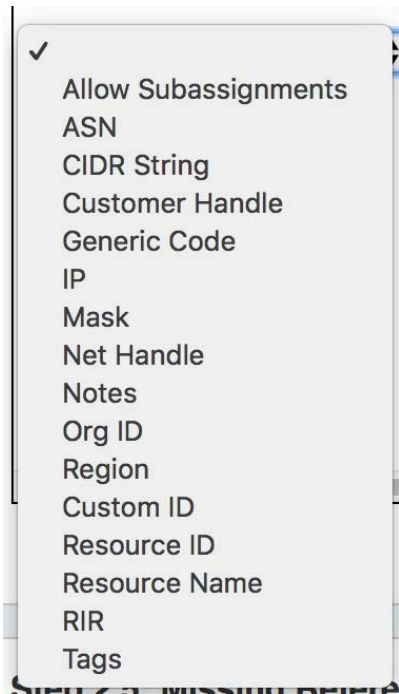 ✓
Allow Subassignments
ASN
CIDR String
Customer Handle
Generic Code
IP
Mask
Net Handle
Notes
Org ID
Region
Custom ID
Resource ID
Resource Name
RIR
Tags